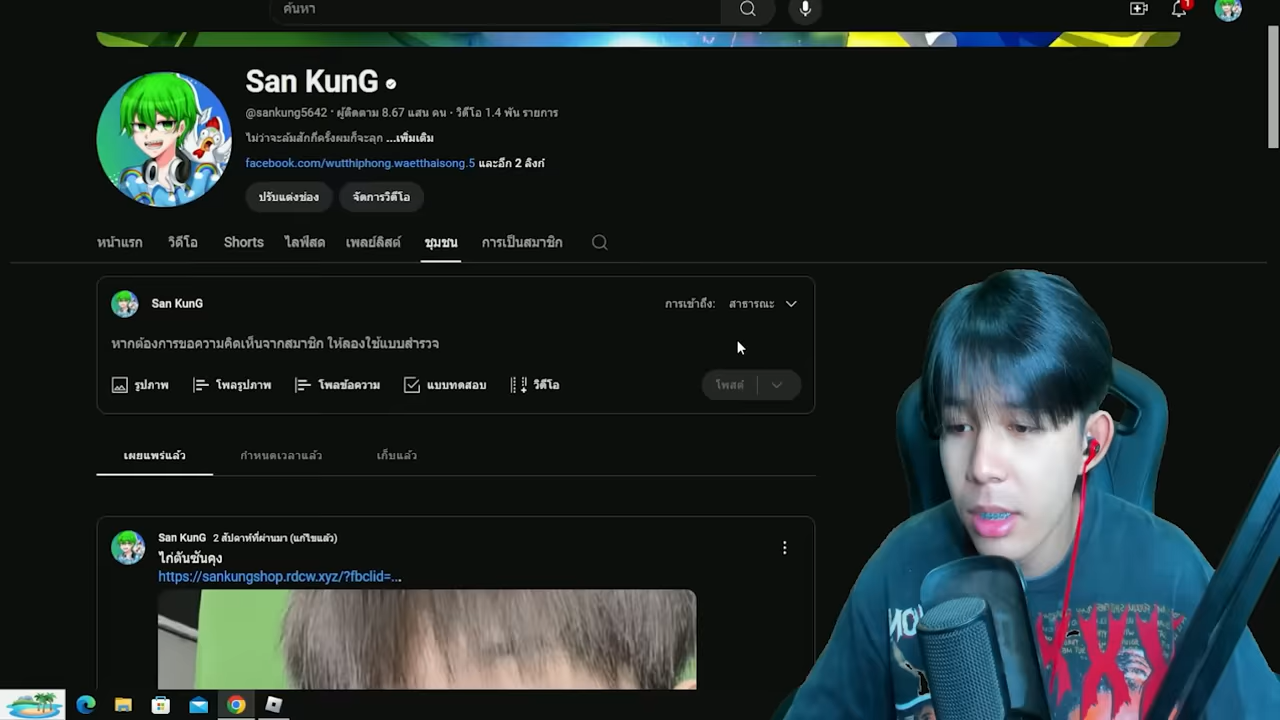 ค้นหา
1
San KunG
@sankung5642 · ผู้ติดตาม 8.67 แสน คน · วิดีโอ 1.4 พัน รายการ
ไม่ว่าจะล้มสักกี่ครั้งผมก็จะลุก ...เพิ่มเติม
facebook.com/wutthiphong.waetthaisong.5 และอีก 2 ลิงก์
ปรับแต่งช่อง จัดการวิดีโอ
หน้าแรก วิดีโอ Shorts ไลฟ์สด เพลย์ลิสต์ ชุมชน การเป็นสมาชิก
San KunG การเข้าถึง: สาธารณะ
หากต้องการขอความคิดเห็นจากสมาชิก ให้ลองใช้แบบสำรวจ
รูปภาพ โพลรูปภาพ โพลข้อความ แบบทดสอบ วิดีโอ โพสต์
เผยแพร่แล้ว กำหนดเวลาแล้ว เก็บแล้ว
San KunG 2 สัปดาห์ที่ผ่านมา (แก้ไขแล้ว)
ไก่ตันซันคุง
https://sankungshop.rdcw.xyz/?fbclid=...